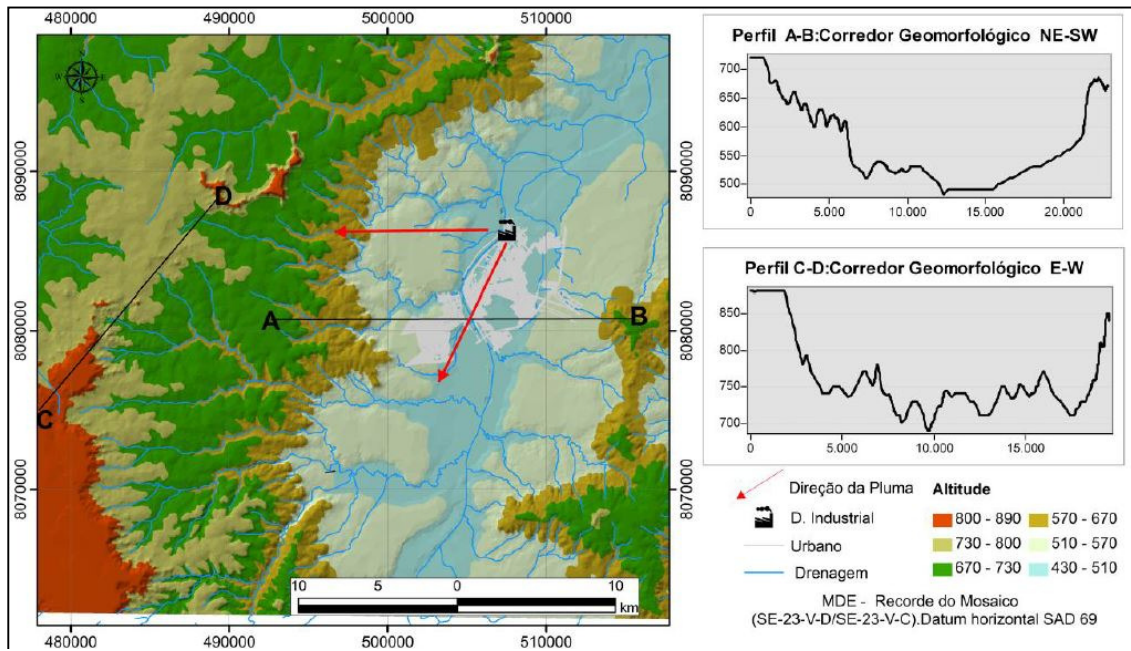 480000 490000 500000 510000
N
W E
S
8090000
8080000
8070000
D
A
B
C
10 5 0 10
km
8090000
8080000
8070000
480000 490000 500000 510000
Perfil A-B:Corredor Geomorfológico NE-SW
700
650
600
550
500
0 5.000 10.000 15.000 20.000
Perfil C-D:Corredor Geomorfológico E-W
850
800
750
700
0 5.000 10.000 15.000
Direção da Pluma
D. Industrial
Urbano
Drenagem
Altitude
800 - 890 570 - 670
730 - 800 510 - 570
670 - 730 430 - 510
MDE - Recorde do Mosaico
(SE-23-V-D/SE-23-V-C).Datum horizontal SAD 69